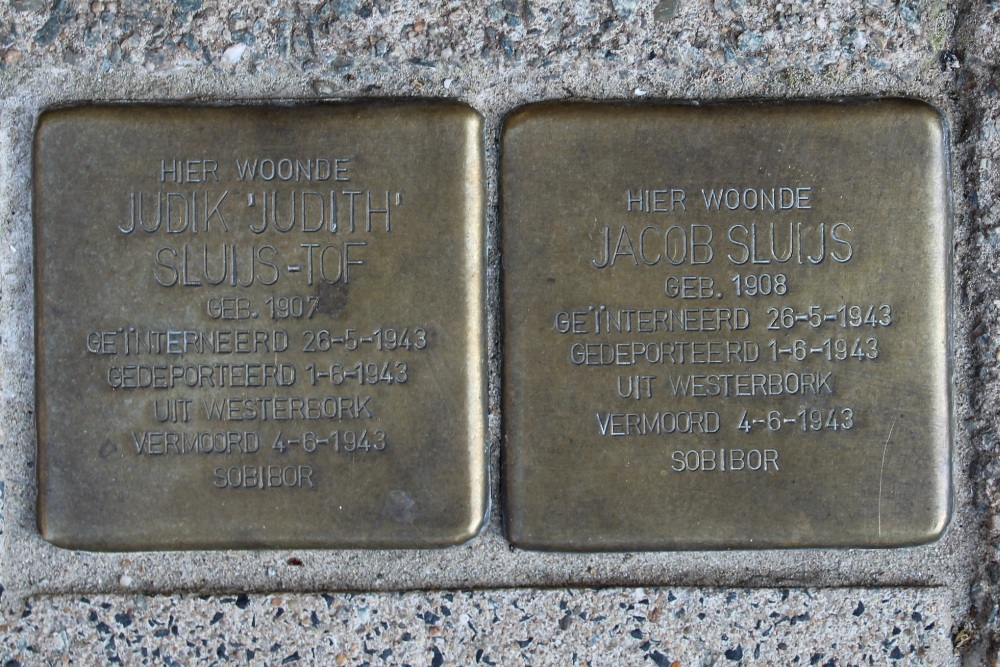 HIER WOONDE
JUDIK 'JUDITH'
SLUIJS-TOF
GEB. 1907
GEÏNTERNEERD 26-5-1943
GEDEPORTEERD 1-6-1943
UIT WESTERBORK
VERMOORD 4-6-1943
SOBIBOR
HIER WOONDE
JACOB SLUIJS
GEB. 1908
GEÏNTERNEERD 26-5-1943
GEDEPORTEERD 1-6-1943
UIT WESTERBORK
VERMOORD 4-6-1943
SOBIBOR